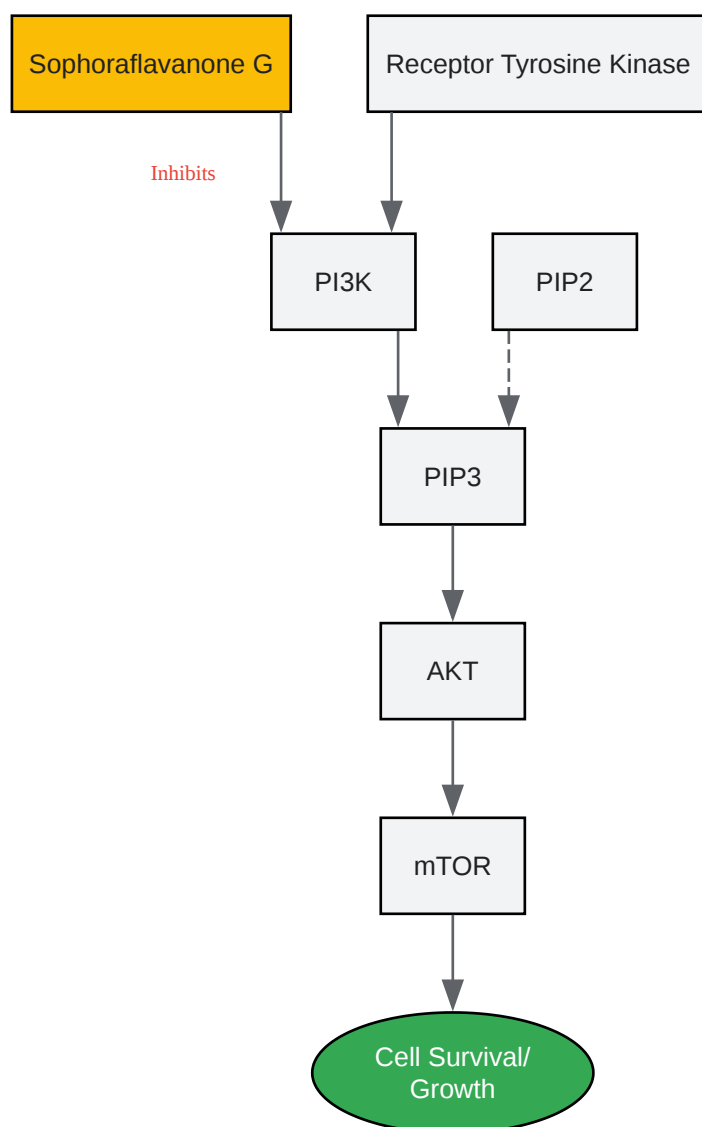 Sophoraflavanone G
Receptor Tyrosine Kinase
Inhibits
PI3K
PIP2
PIP3
AKT
mTOR
Cell Survival/
Growth